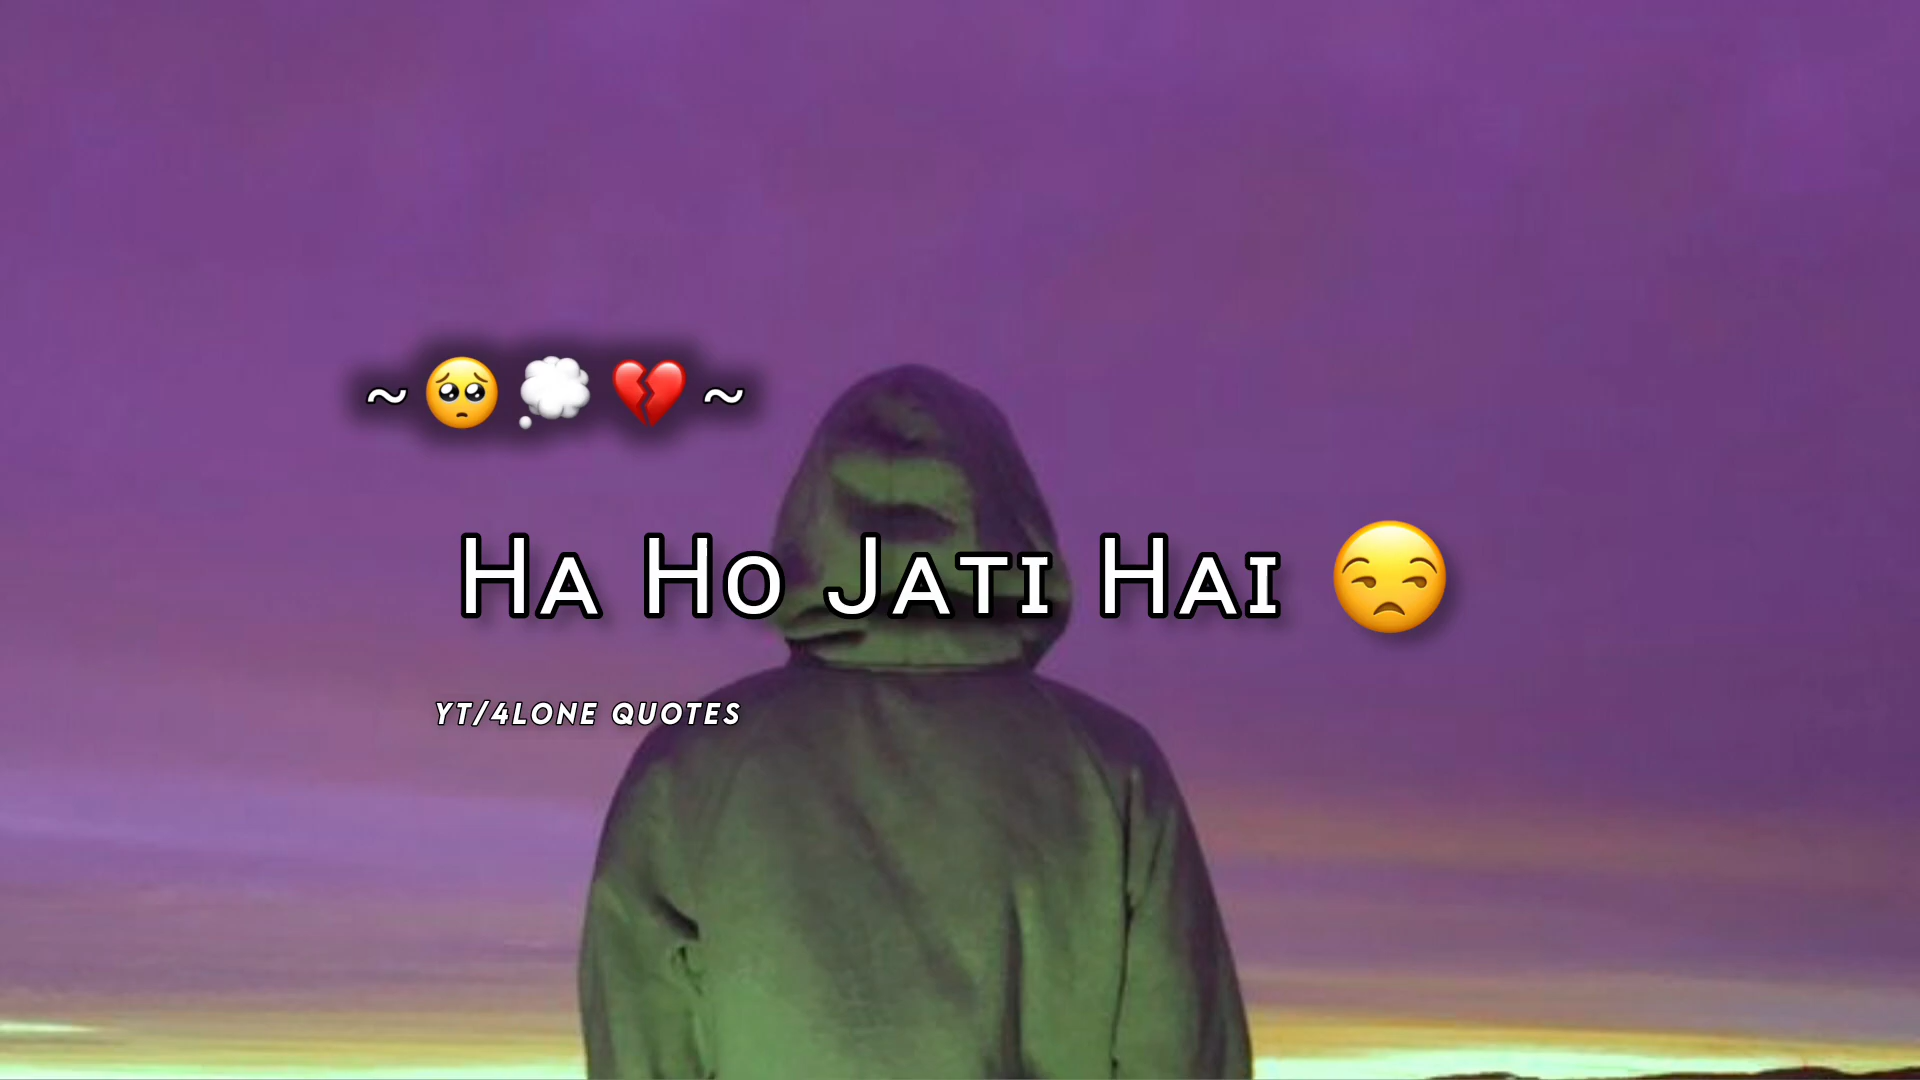 ~ 🥺 💭 💔 ~
Ha Ho Jati Hai 😒
YT/4LONE QUOTES